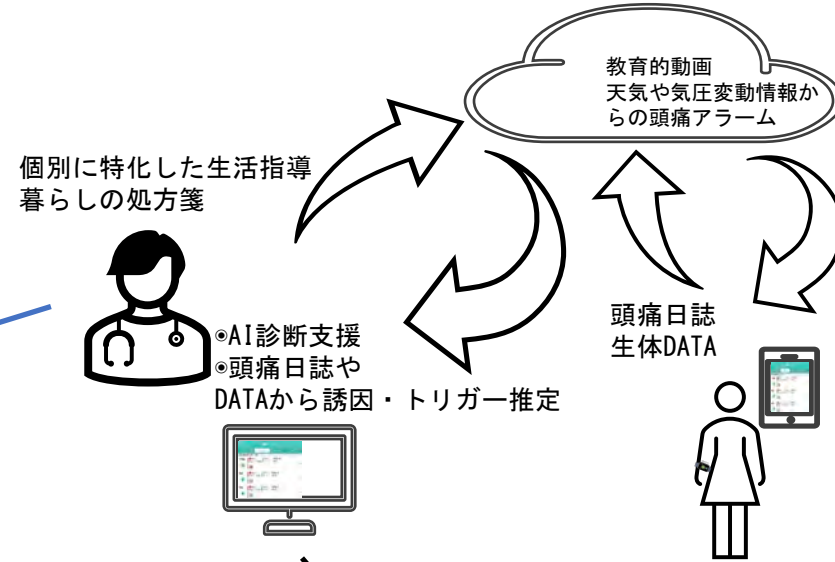 教育的動画
天気や気圧変動情報か
らの頭痛アラーム
個別に特化した生活指導
暮らしの処方箋
◉AI診断支援
◉頭痛日誌や
DATAから誘因・トリガー推定
頭痛日誌
生体DATA